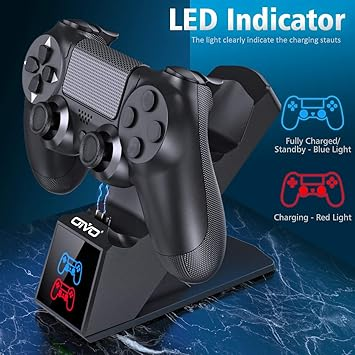 LED Indicator
The light clearly indicate the charging stauts
Fully Charged/
Standby - Blue Light
Charging - Red Light
OIVO